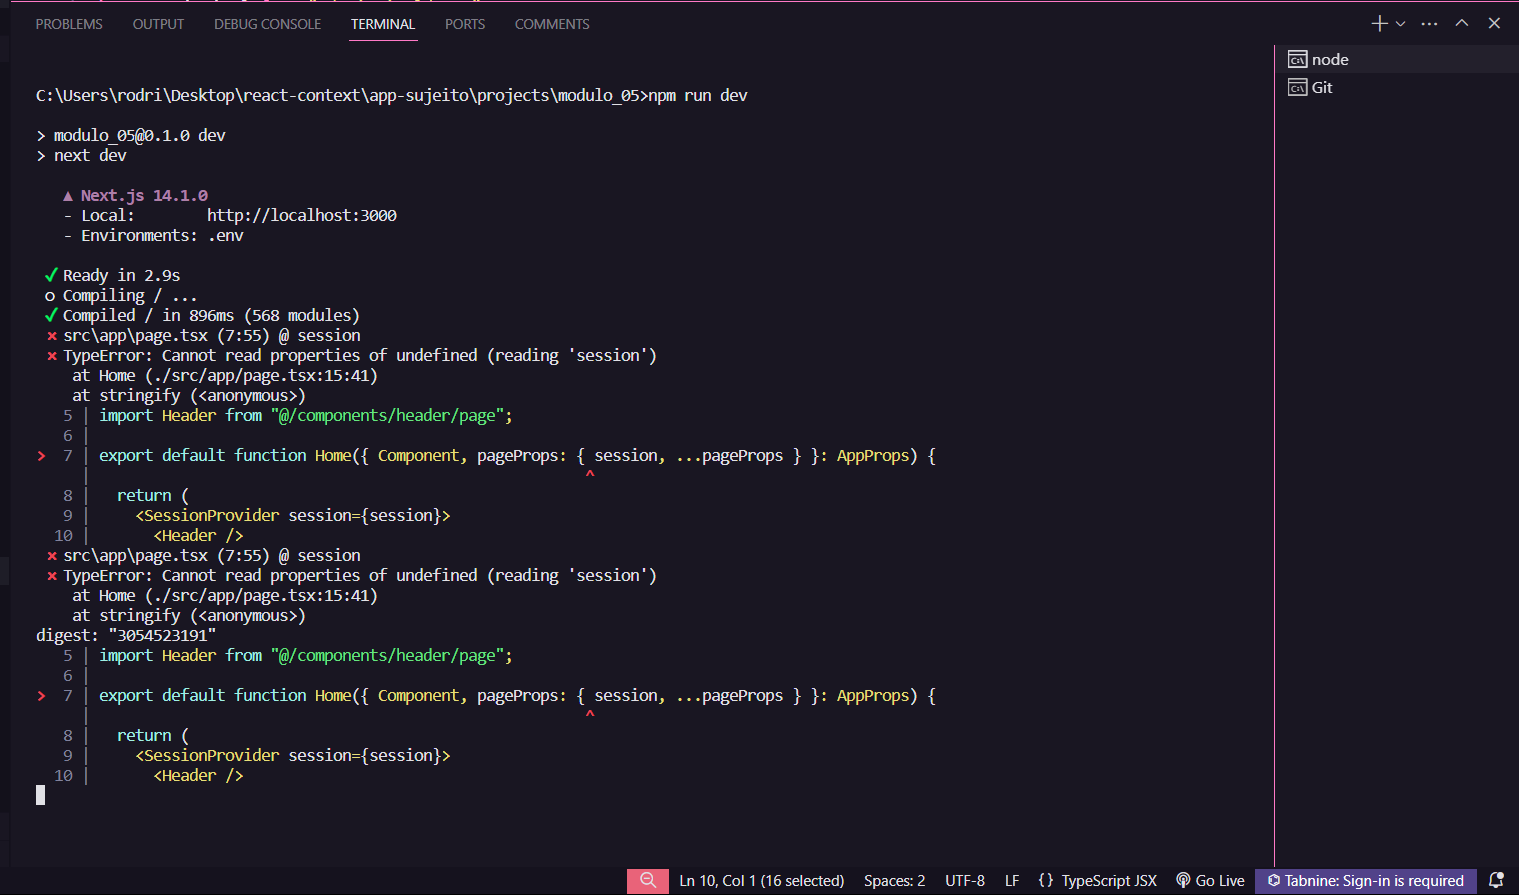 PROBLEMS OUTPUT DEBUG CONSOLE TERMINAL PORTS COMMENTS
node
Git
C:\Users\rodri\Desktop\react-context\app-sujeito\projects\modulo_05>npm run dev
> modulo_05@0.1.0 dev
> next dev
▲ Next.js 14.1.0
- Local: http://localhost:3000
- Environments: .env
✓ Ready in 2.9s
○ Compiling / ...
✓ Compiled / in 896ms (568 modules)
⨯ src\app\page.tsx (7:55) @ session
⨯ TypeError: Cannot read properties of undefined (reading 'session')
at Home (./src/app/page.tsx:15:41)
at stringify (<anonymous>)
5 | import Header from "@/components/header/page";
6 |
> 7 | export default function Home({ Component, pageProps: { session, ...pageProps } }: AppProps) {
| ^
8 | return (
9 | <SessionProvider session={session}>
10 | <Header />
⨯ src\app\page.tsx (7:55) @ session
⨯ TypeError: Cannot read properties of undefined (reading 'session')
at Home (./src/app/page.tsx:15:41)
at stringify (<anonymous>)
digest: "3054523191"
5 | import Header from "@/components/header/page";
6 |
> 7 | export default function Home({ Component, pageProps: { session, ...pageProps } }: AppProps) {
| ^
8 | return (
9 | <SessionProvider session={session}>
10 | <Header />
Ln 10, Col 1 (16 selected) Spaces: 2 UTF-8 LF {} TypeScript JSX Go Live Tabnine: Sign-in is required